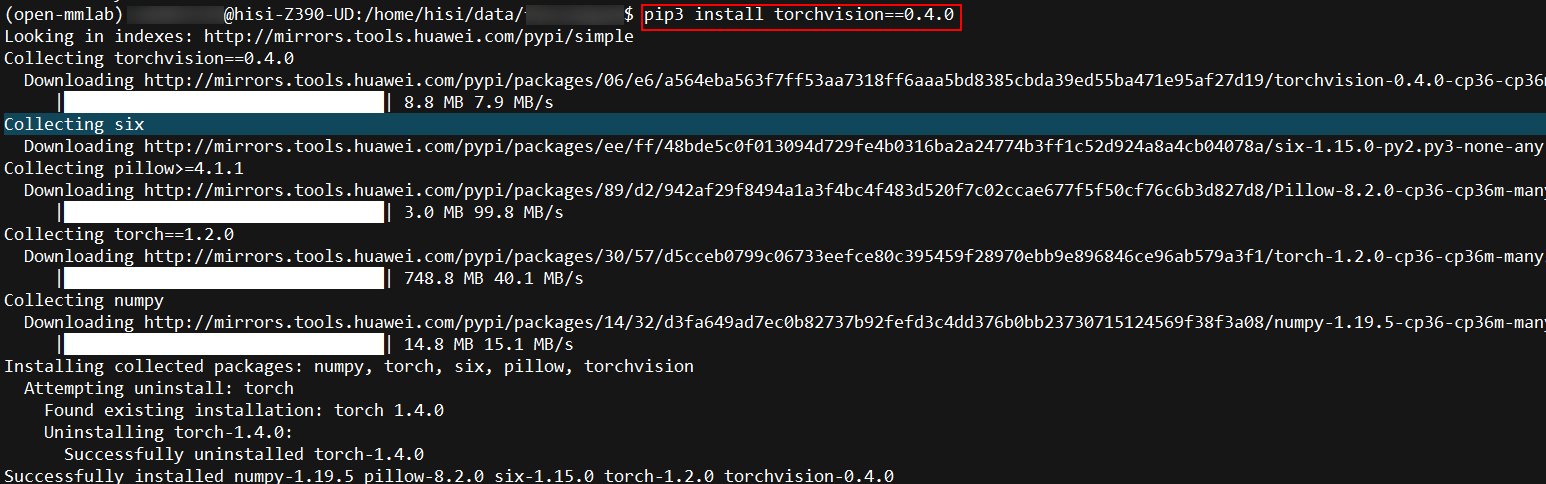 (open-mmlab) @hisi-Z390-UD:/home/hisi/data/ $ pip3 install torchvision==0.4.0
Looking in indexes: http://mirrors.tools.huawei.com/pypi/simple
Collecting torchvision==0.4.0
Downloading http://mirrors.tools.huawei.com/pypi/packages/06/e6/a564eba563f7ff53aa7318ff6aaa5bd8385cbda39ed55ba471e95af27d19/torchvision-0.4.0-cp36-cp36m
| | 8.8 MB 7.9 MB/s
Collecting six
Downloading http://mirrors.tools.huawei.com/pypi/packages/ee/ff/48bde5c0f013094d729fe4b0316ba2a24774b3ff1c52d924a8a4cb04078a/six-1.15.0-py2.py3-none-any
Collecting pillow>=4.1.1
Downloading http://mirrors.tools.huawei.com/pypi/packages/89/d2/942af29f8494a1a3f4bc4f483d520f7c02ccae677f5f50cf76c6b3d827d8/Pillow-8.2.0-cp36-cp36m-many
| | 3.0 MB 99.8 MB/s
Collecting torch==1.2.0
Downloading http://mirrors.tools.huawei.com/pypi/packages/30/57/d5cceb0799c06733eefce80c395459f28970ebb9e896846ce96ab579a3f1/torch-1.2.0-cp36-cp36m-many
| | 748.8 MB 40.1 MB/s
Collecting numpy
Downloading http://mirrors.tools.huawei.com/pypi/packages/14/32/d3fa649ad7ec0b82737b92fefd3c4dd376b0bb23730715124569f38f3a08/numpy-1.19.5-cp36-cp36m-many
| | 14.8 MB 15.1 MB/s
Installing collected packages: numpy, torch, six, pillow, torchvision
Attempting uninstall: torch
Found existing installation: torch 1.4.0
Uninstalling torch-1.4.0:
Successfully uninstalled torch-1.4.0
Successfully installed numpy-1.19.5 pillow-8.2.0 six-1.15.0 torch-1.2.0 torchvision-0.4.0